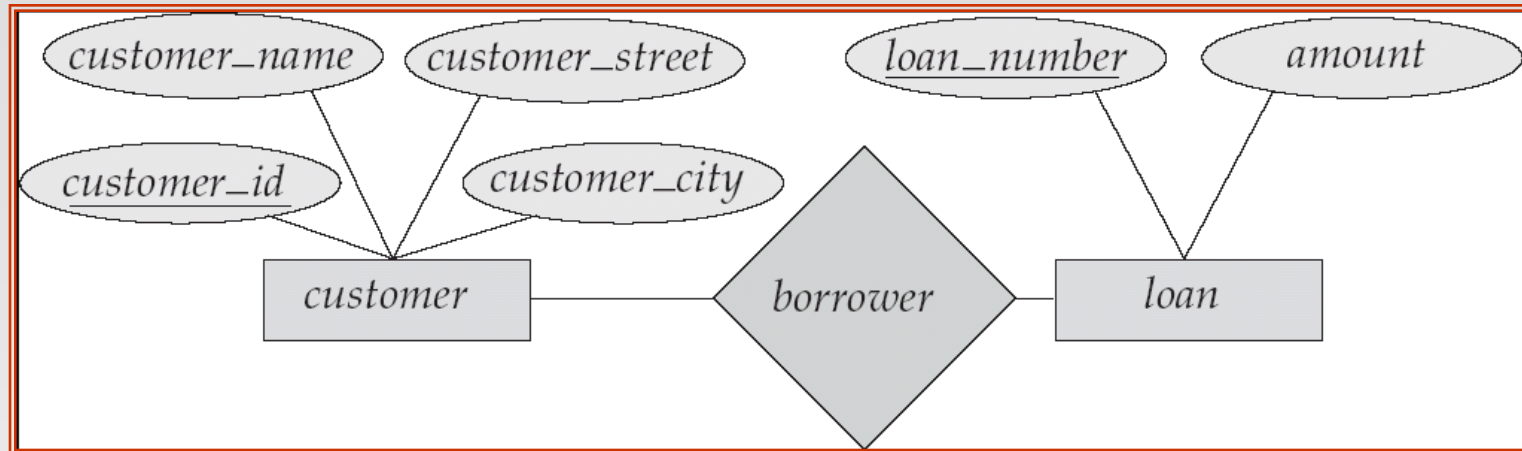 customer_name
customer_street
loan_number
amount
customer_id
customer_city
customer
borrower
loan